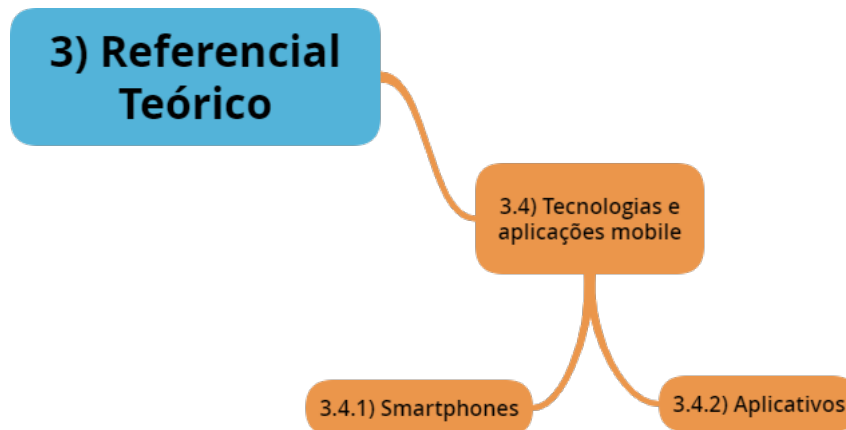 3) Referencial
Teórico
3.4) Tecnologias e
aplicações mobile
3.4.1) Smartphones
3.4.2) Aplicativos